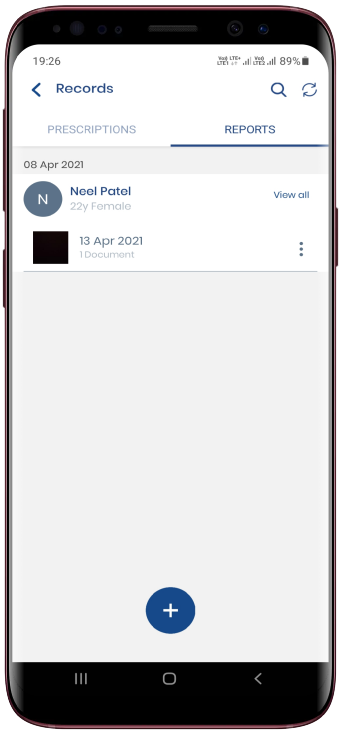 19:26
Vo) LTE+ Vo) 89%
LTE1 LTE2
Records
PRESCRIPTIONS REPORTS
08 Apr 2021
N
Neel Patel
View all
22y Female
13 Apr 2021
1 Document